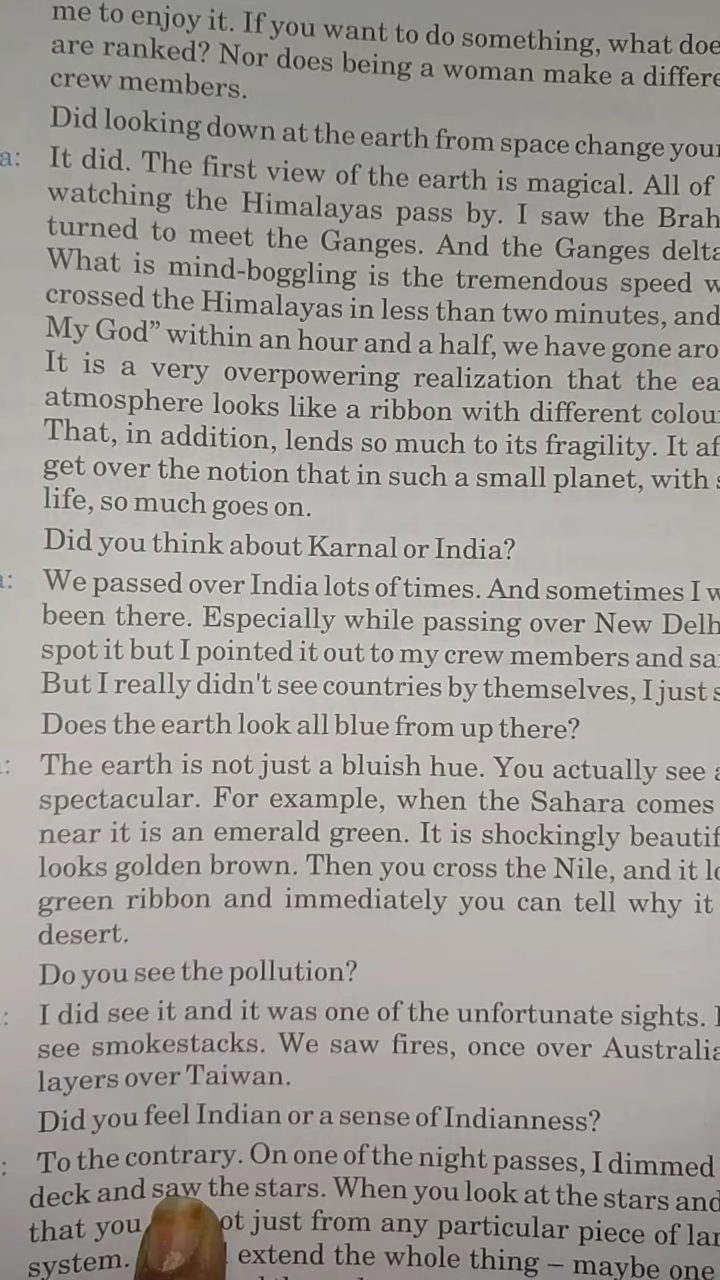 me to enjoy it. If you want to do something, what doe
are ranked? Nor does being a woman make a differe
crew members.
Did looking down at the earth from space change your
a: It did. The first view of the earth is magical. All of
watching the Himalayas pass by. I saw the Brah
turned to meet the Ganges. And the Ganges delta
What is mind-boggling is the tremendous speed w
crossed the Himalayas in less than two minutes, and
My God” within an hour and a half, we have gone aro
It is a very overpowering realization that the ea
atmosphere looks like a ribbon with different colou
That, in addition, lends so much to its fragility. It af
get over the notion that in such a small planet, with s
life, so much goes on.
Did you think about Karnal or India?
: We passed over India lots of times. And sometimes I w
been there. Especially while passing over New Delh
spot it but I pointed it out to my crew members and sa
But I really didn't see countries by themselves, I just s
Does the earth look all blue from up there?
: The earth is not just a bluish hue. You actually see a
spectacular. For example, when the Sahara comes
near it is an emerald green. It is shockingly beautif
looks golden brown. Then you cross the Nile, and it lo
green ribbon and immediately you can tell why it
desert.
Do you see the pollution?
: I did see it and it was one of the unfortunate sights.
see smokestacks. We saw fires, once over Australia
layers over Taiwan.
Did you feel Indian or a sense of Indianness?
: To the contrary. On one of the night passes, I dimmed
deck and saw the stars. When you look at the stars and
that you ot just from any particular piece of lan
system. extend the whole thing – maybe one